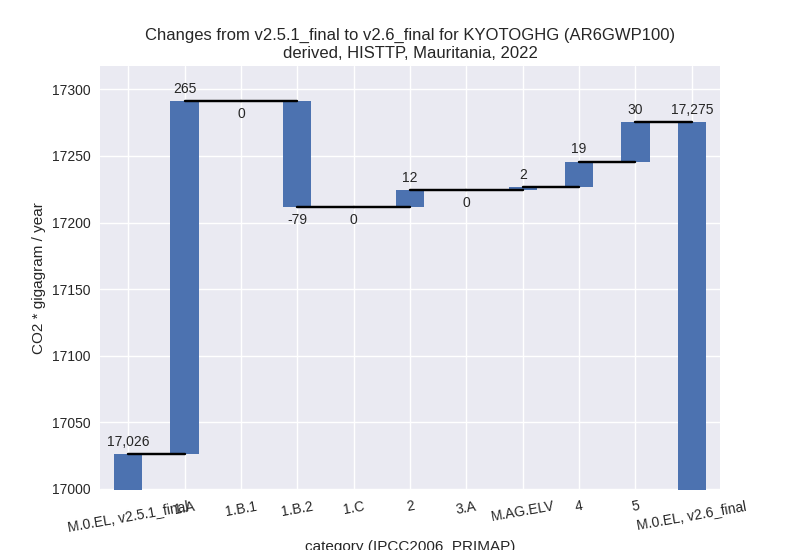 Changes from v2.5.1_final to v2.6_final for KYOTOGHG (AR6GWP100)
derived, HISTTP, Mauritania, 2022
CO2 * gigagram / year
17300
17250
17200
17150
17100
17050
17000
17,026
265
0
-79
0
12
0
2
19
30
17,275
M.0.EL, v2.5.1_final
1.A
1.B.1
1.B.2
1.C
2
3.A
M.AG.ELV
4
5
M.0.EL, v2.6_final
category (IPCC2006_PRIMAP)